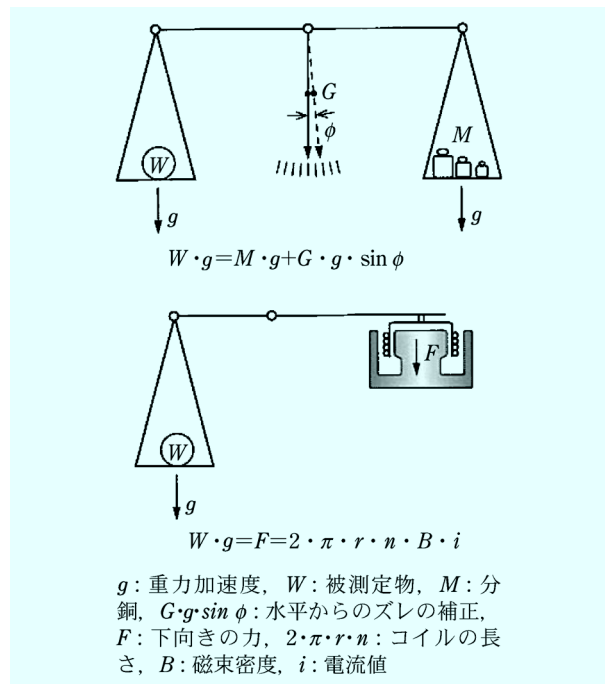 G
φ
M
W
g
g
W・g=M・g+G・g・sin φ
F
W
g
W・g=F=2・π・r・n・B・i
g：重力加速度，W：被測定物，M：分
銅，G・g・sin φ：水平からのズレの補正，
F：下向きの力，2・π・r・n：コイルの長
さ，B：磁束密度，i：電流値